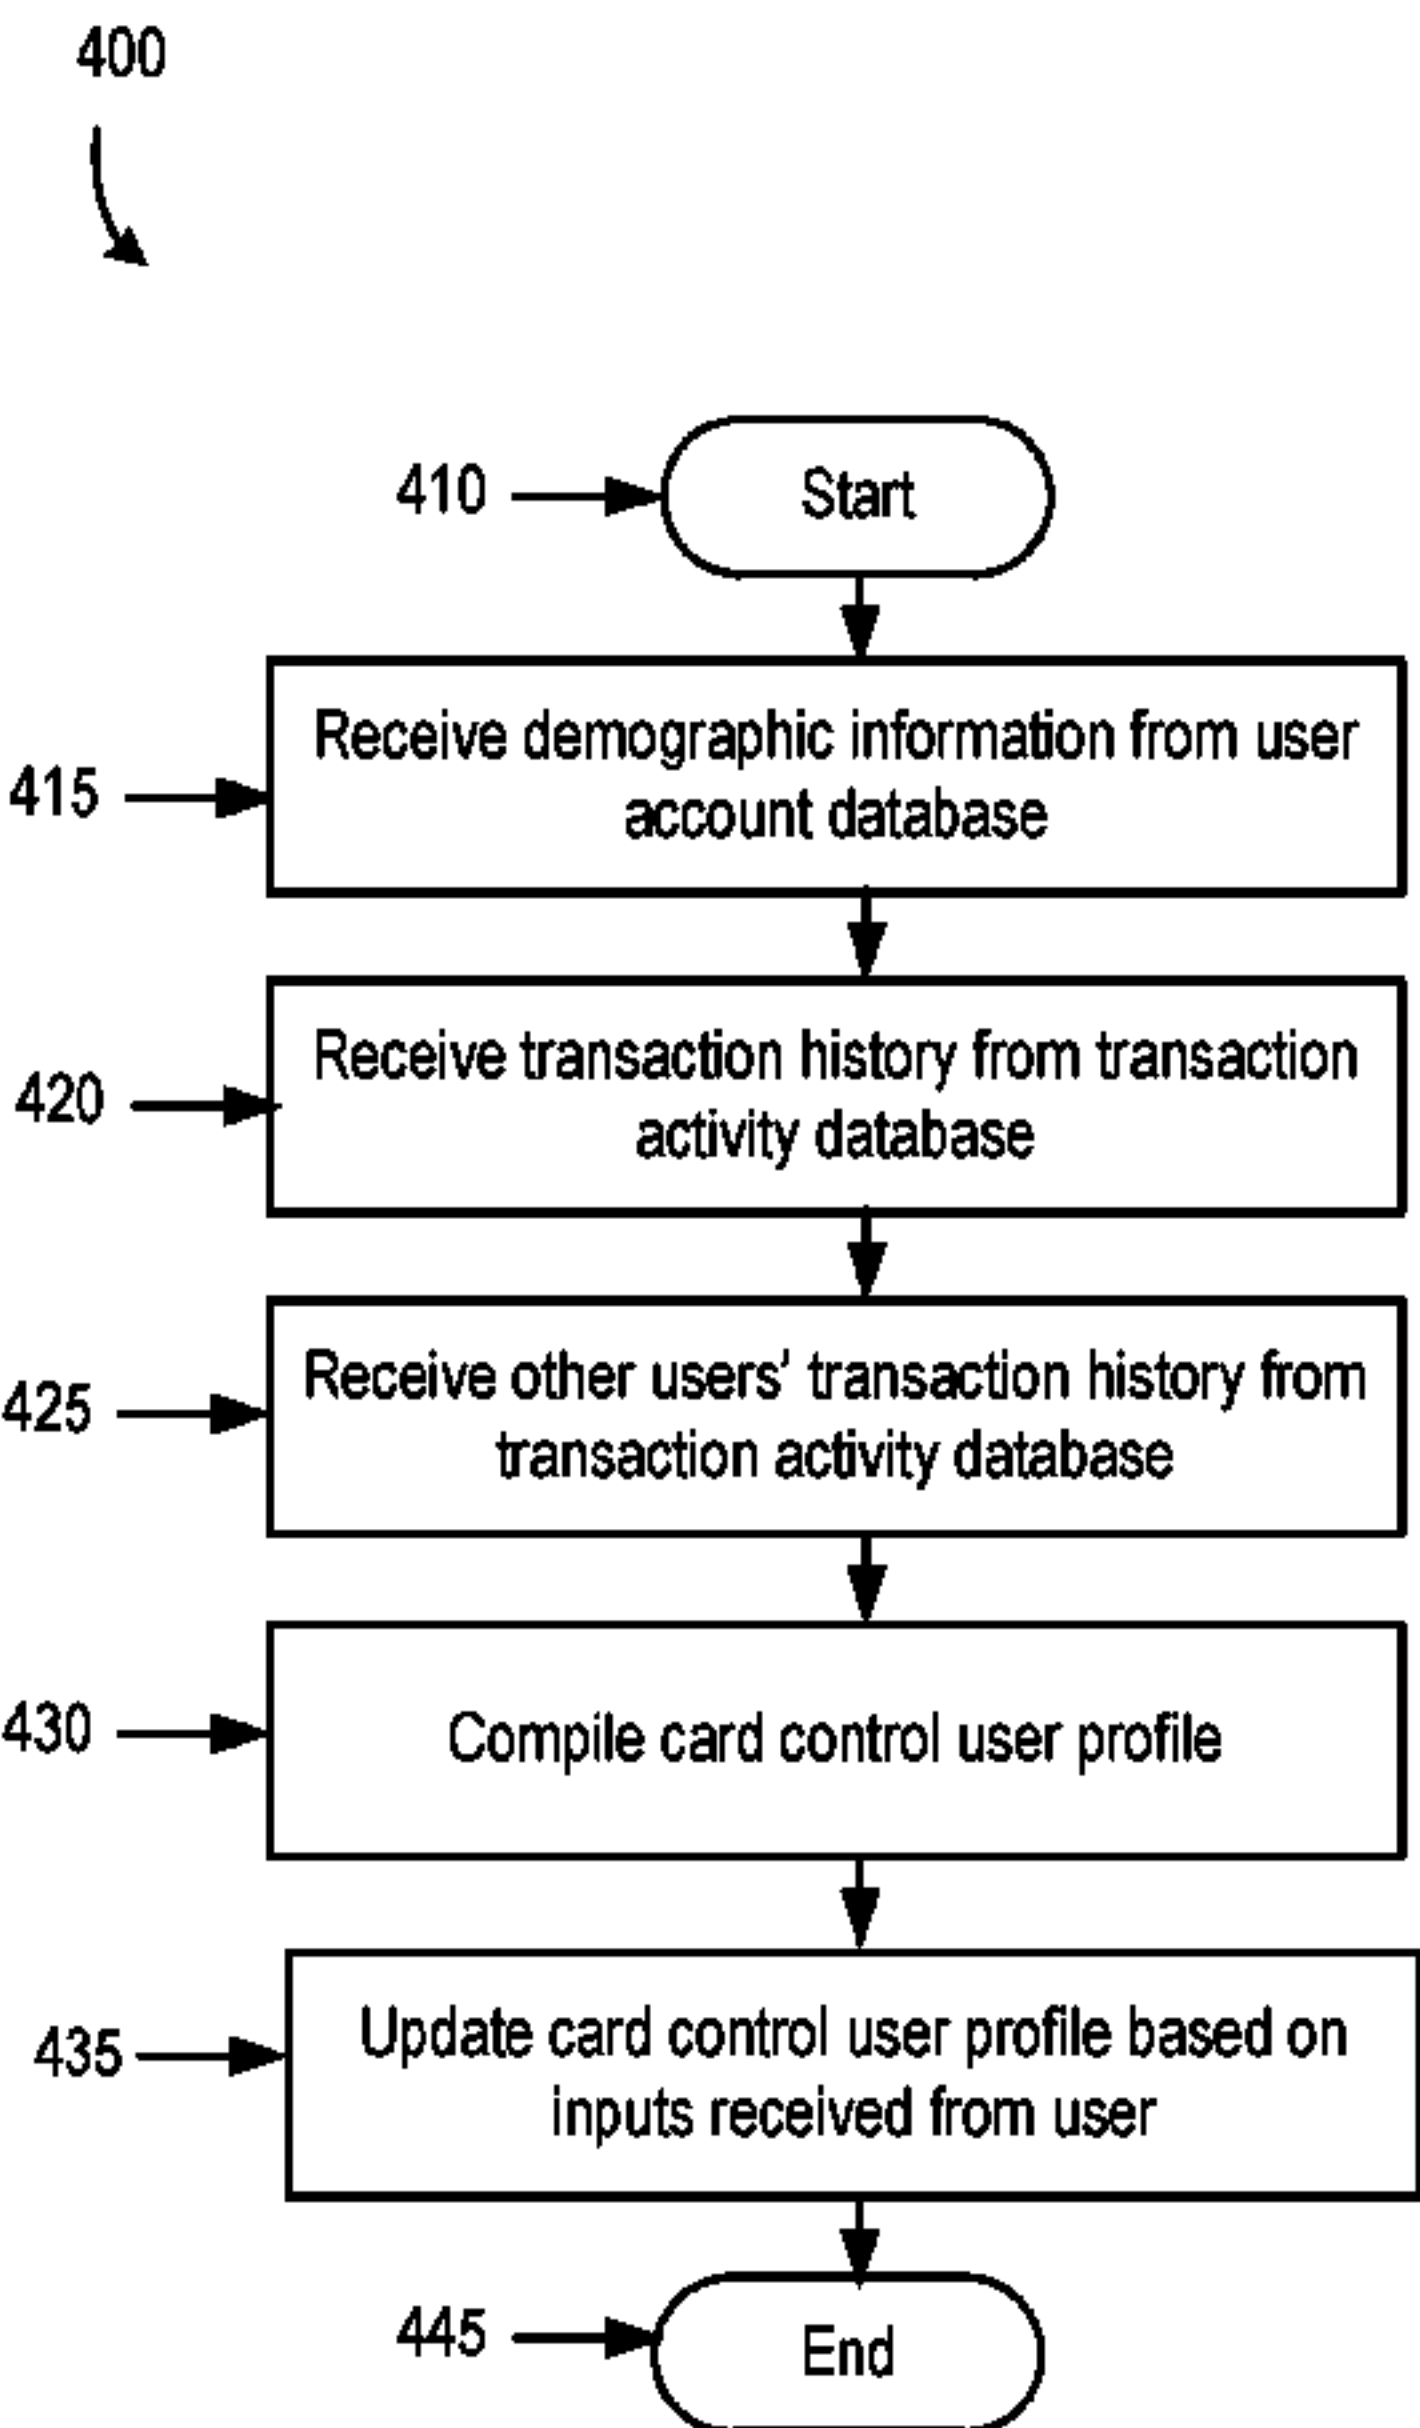 400
410
Start
415
Receive demographic information from user
account database
420
Receive transaction history from transaction
activity database
425
Receive other users' transaction history from
transaction activity database
430
Compile card control user profile
435
Update card control user profile based on
inputs received from user
445
End